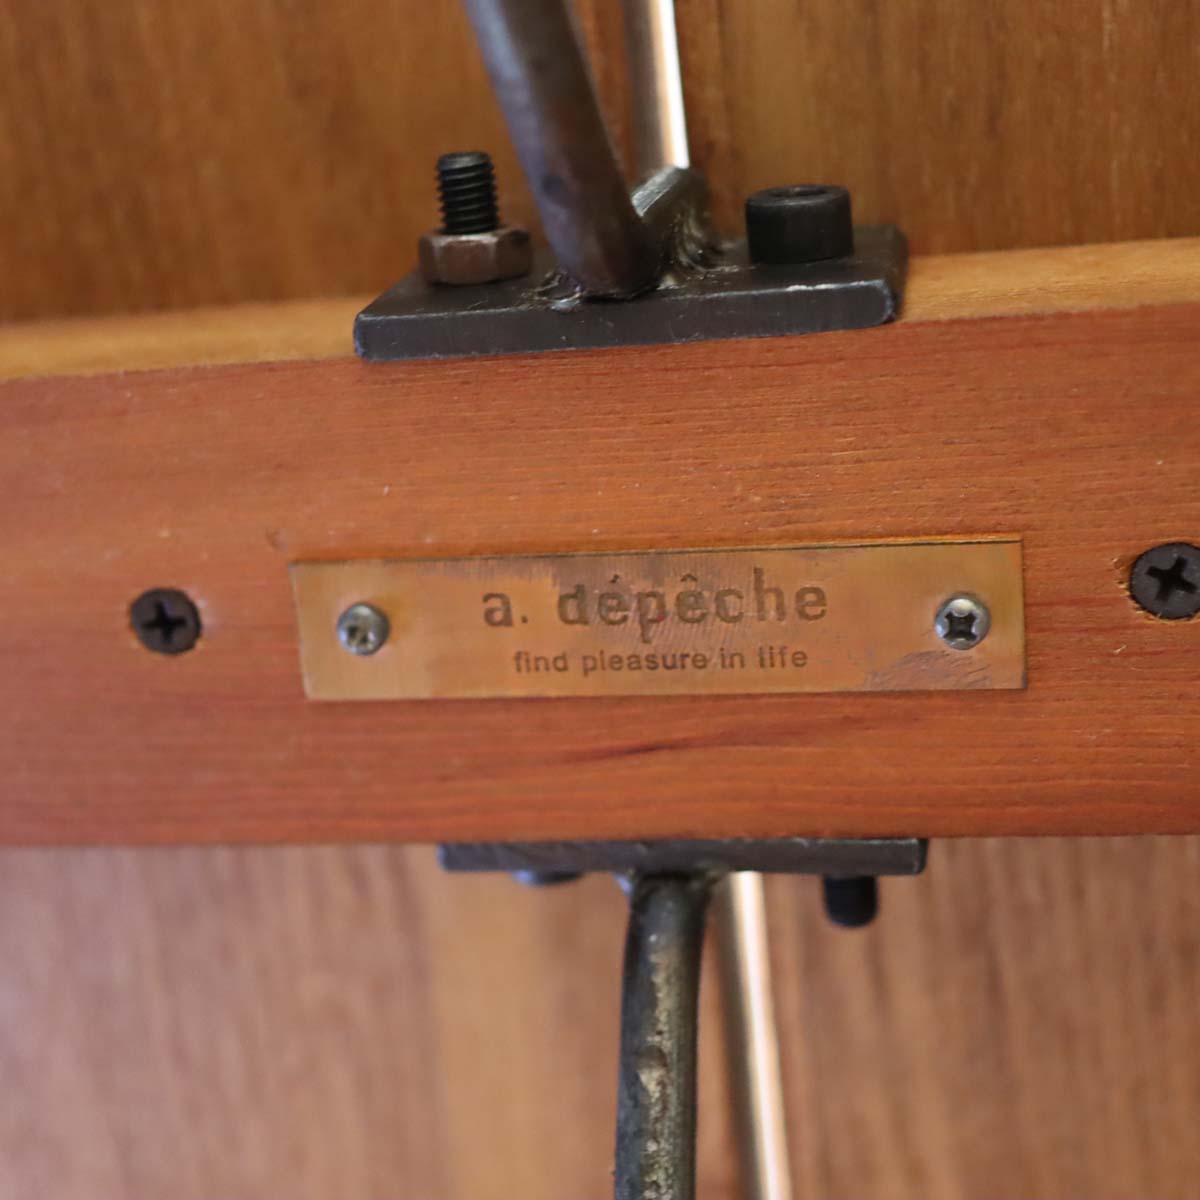 a. dépêche
find pleasure in life